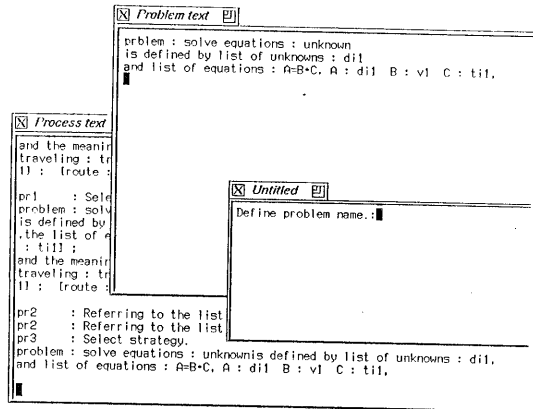 Problem text
prblem : solve equations : unknown
is defined by list of unknowns : di1
and list of equations : A=B*C, A : di1 B : v1 C : ti1,
Process text
and the meanin
traveling : tr
1] : [route :
pr1 : Sele
problem : solv
is defined by
,the list of e
: ti1] ;
and the meanin
traveling : tr
1] : [route :
Untitled
Define problem name.:
pr2 : Referring to the list
pr2 : Referring to the list
pr3 : Select strategy.
problem : solve equations : unknownis defined by list of unknowns : di1,
and list of equations : A=B*C, A : di1 B : v1 C : ti1,